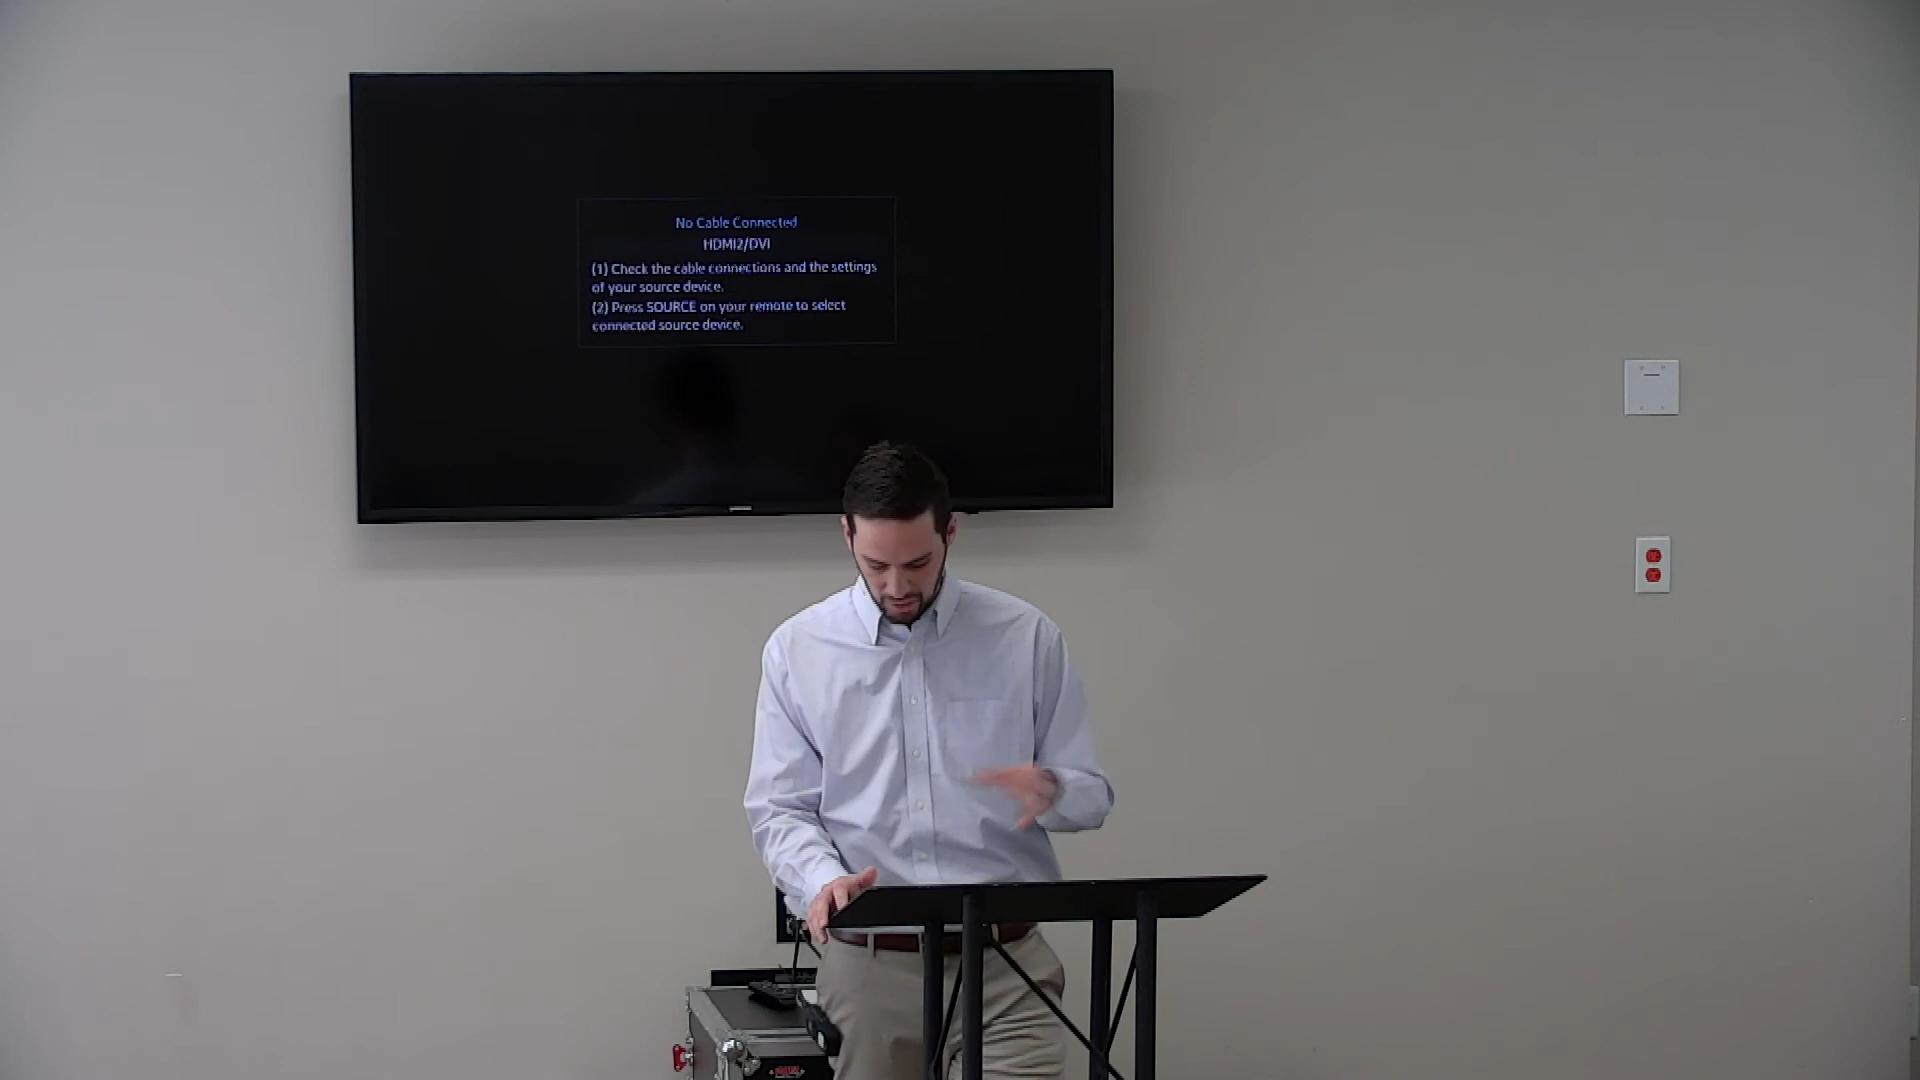 No Cable Connected
HDMI2/DVI
(1) Check the cable connections and the settings
of your source device.
(2) Press SOURCE on your remote to select
connected source device.